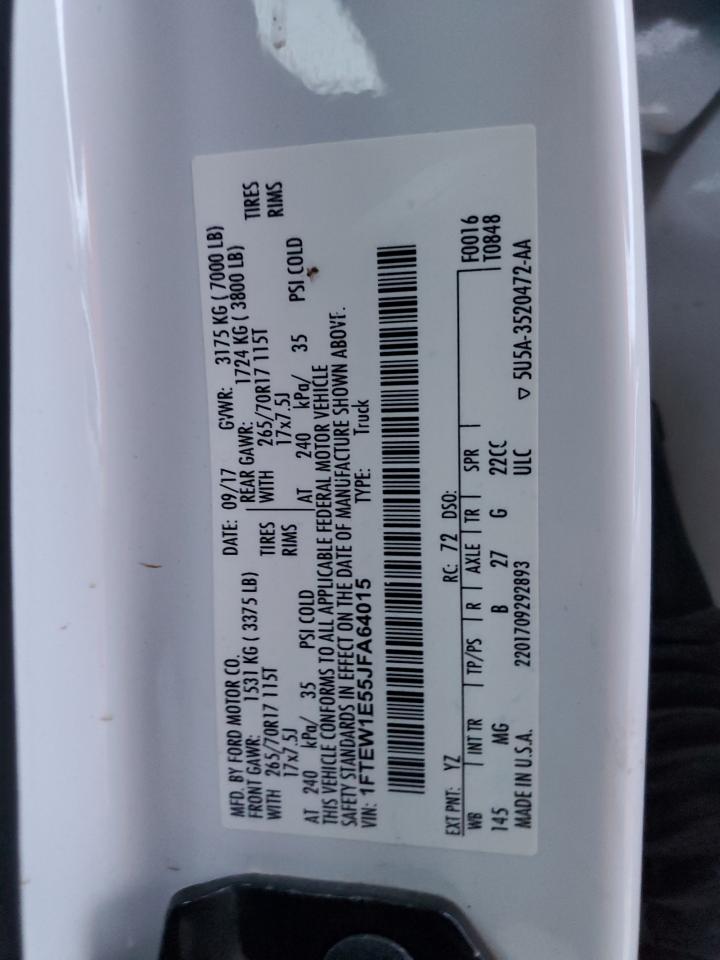 MFD. BY FORD MOTOR CO.
DATE: 09/17 GVWR: 3175 KG ( 7000 LB)
FRONT GAWR: 1531 KG ( 3375 LB) REAR GAWR: 1724 KG ( 3800 LB)
WITH 265/70R17 115T TIRES WITH 265/70R17 115T TIRES
17x7.5J RIMS 17x7.5J RIMS
AT 240 kPa/ 35 PSI COLD AT 240 kPa/ 35 PSI COLD
THIS VEHICLE CONFORMS TO ALL APPLICABLE FEDERAL MOTOR VEHICLE
SAFETY STANDARDS IN EFFECT ON THE DATE OF MANUFACTURE SHOWN ABOVE.
VIN: 1FTEW1E55JFA64015 TYPE: Truck
EXT PNT: YZ RC: 72 DSO: F0016
WB INT TR TP/PS R AXLE TR SPR T0848
145 MG B 27 G 22CC
MADE IN U.S.A. 2201709292893 ULC ▽ 5U5A-3520472-AA